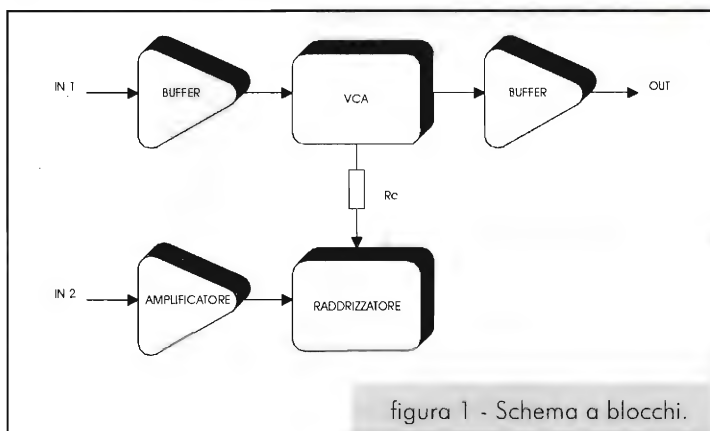 IN 1
BUFFER
VCA
BUFFER
OUT
Rc
IN 2
AMPLIFICATORE
RADDRIZZATORE
figura 1 - Schema a blocchi.